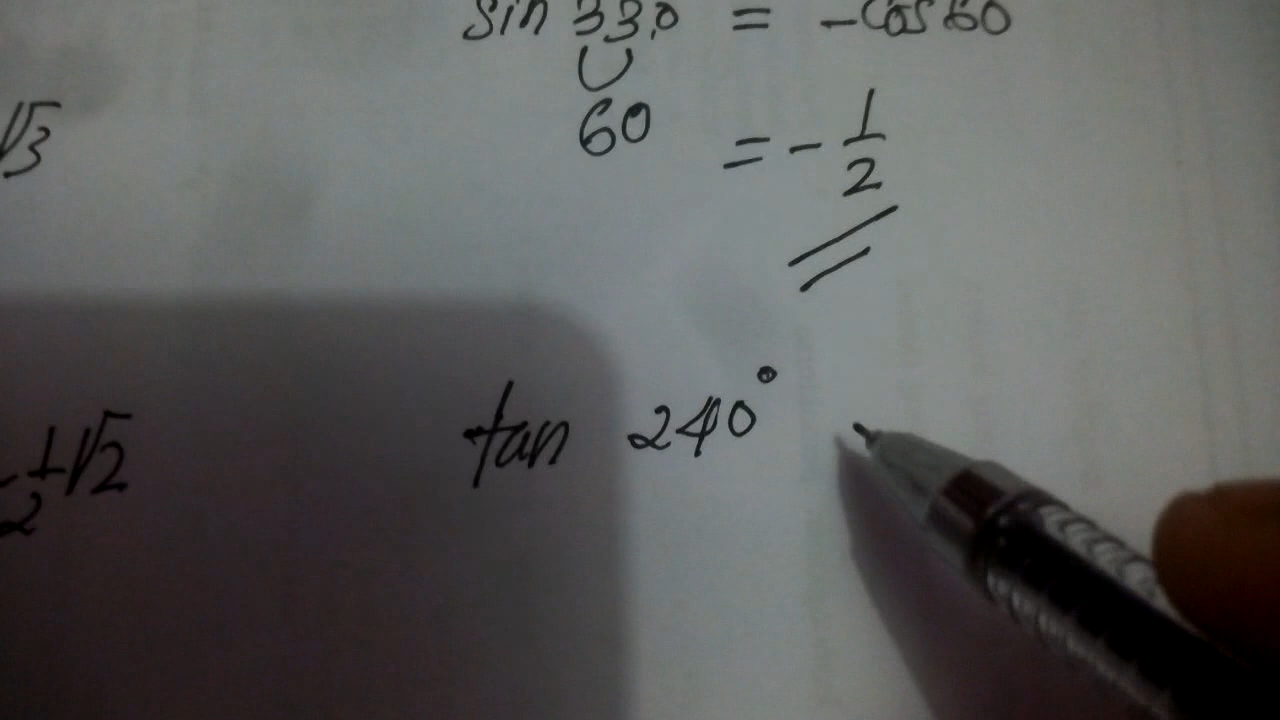 sin 330 = -cos 60
√3
60
= - 1/2
tan 240°
-1/2 √2